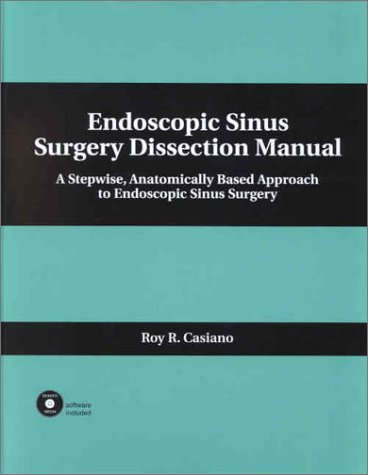 Endoscopic Sinus
Surgery Dissection Manual
A Stepwise, Anatomically Based Approach
to Endoscopic Sinus Surgery
Roy R. Casiano
software
included